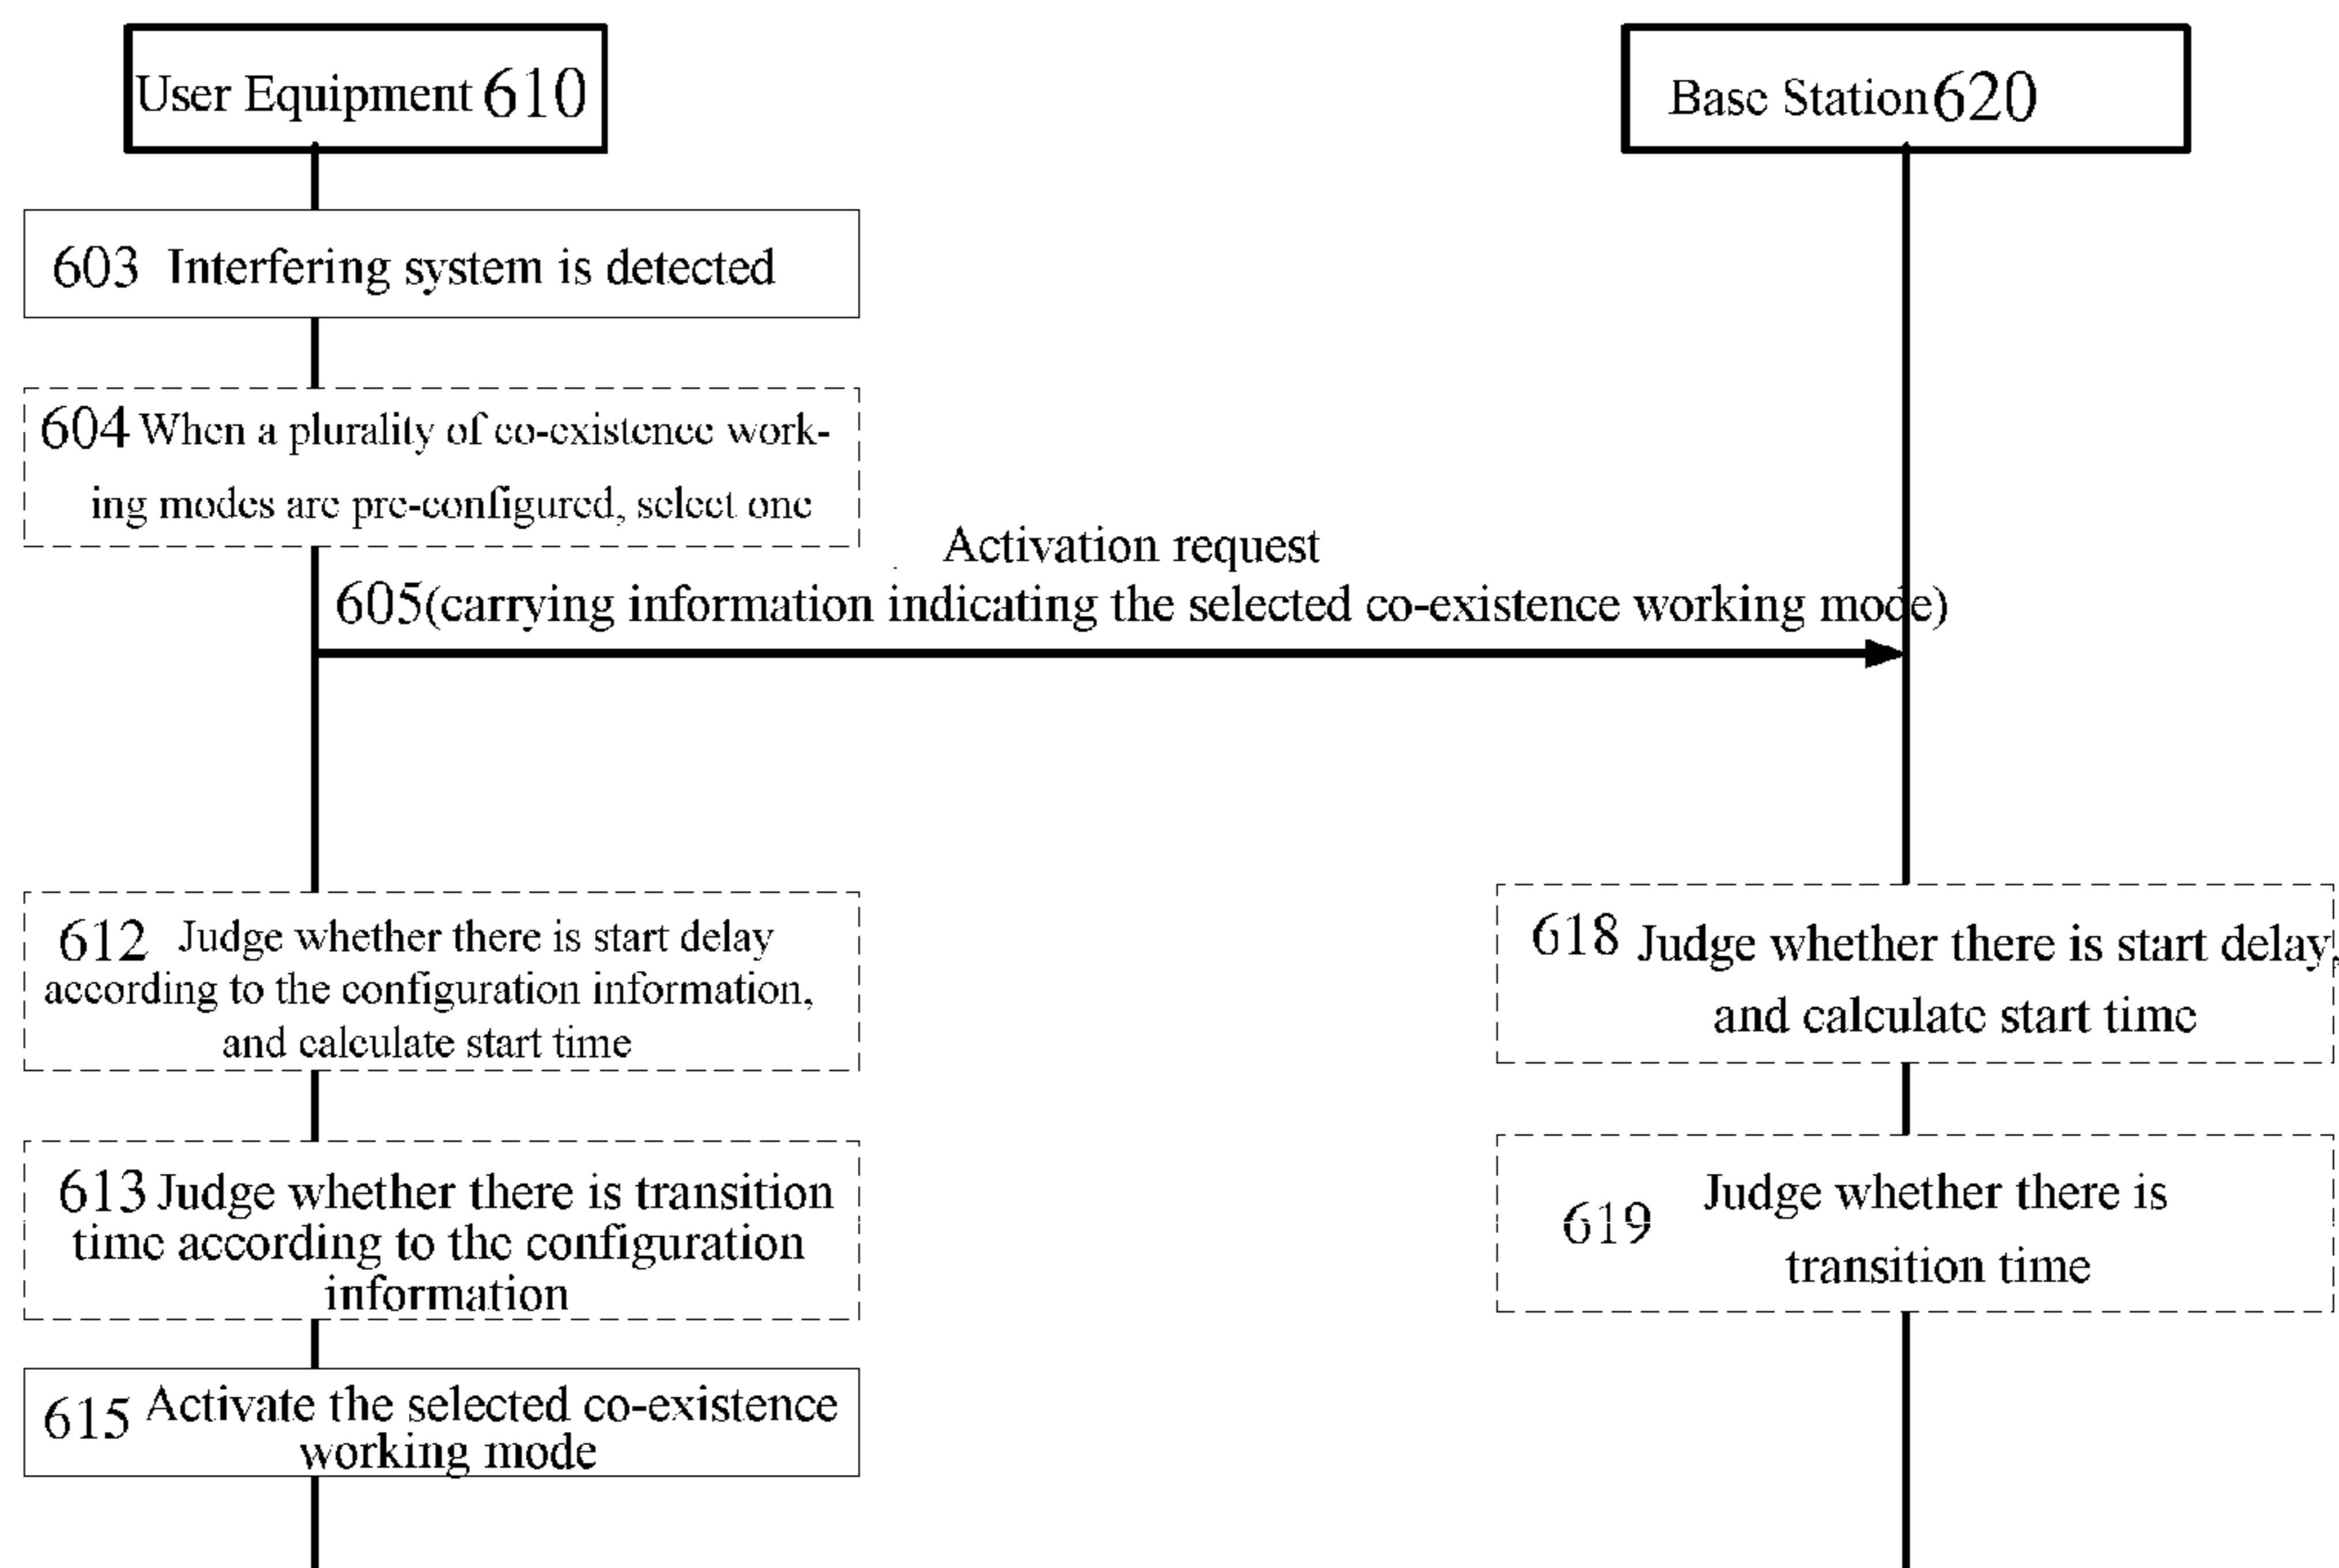 User Equipment 610
Base Station 620
603 Interfering system is detected
604 When a plurality of co-existence work-
ing modes are pre-configured, select one
Activation request
605(carrying information indicating the selected co-existence working mode)
612 Judge whether there is start delay
according to the configuration information,
and calculate start time
618 Judge whether there is start delay,
and calculate start time
613 Judge whether there is transition
time according to the configuration
information
619 Judge whether there is
transition time
615 Activate the selected co-existence
working mode